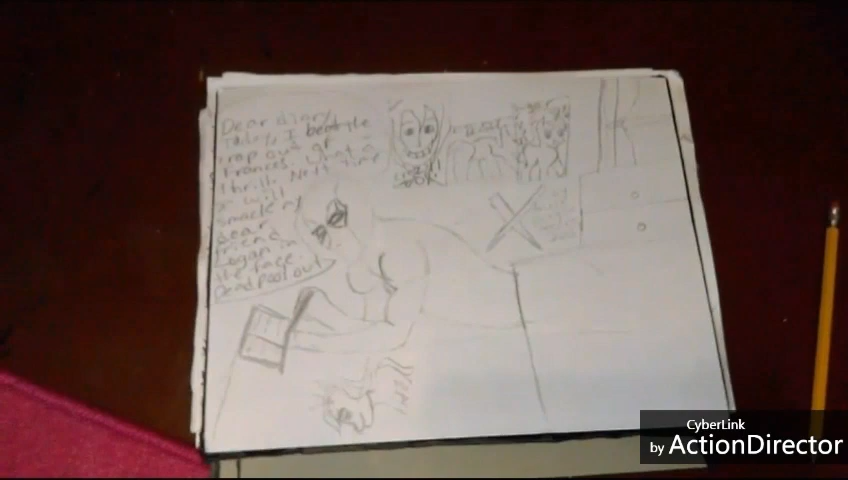 Dear diary
Today, I beat the
crap out of
Frances. What a
thrill. Next time
I will
smack my
dear
friend
Logan in
the face.
Deadpool out
CyberLink
by ActionDirector